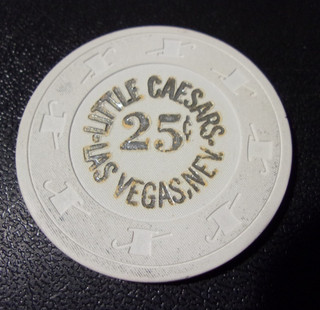 ·LITTLE CAESARS·
25¢
LAS VEGAS, NEV.